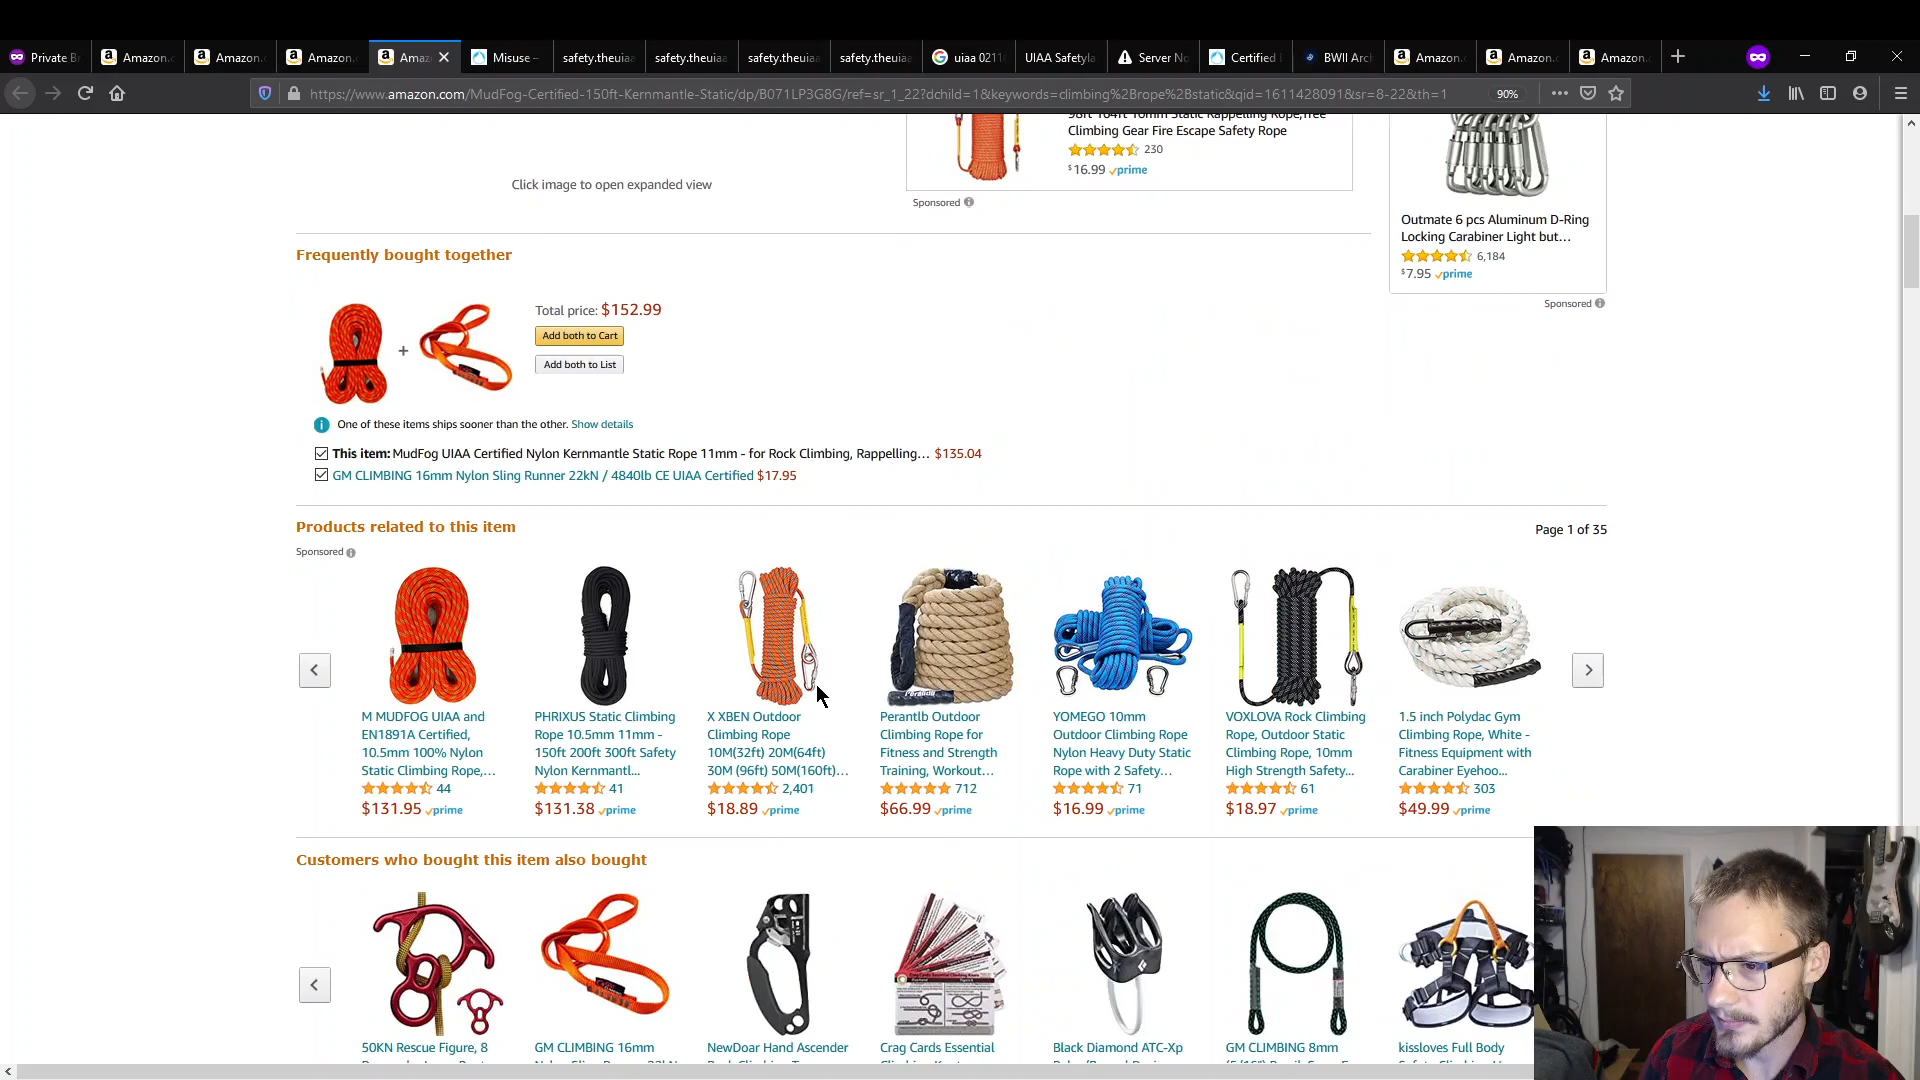 Private B
Amazon.
Amazon.
Amazon.
Amaz
Misuse –
safety.theuiaa
safety.theuiaa
safety.theuiaa
safety.theuiaa
uiaa 0211
UIAA Safetyla
Server No
Certified
BWII Arc
Amazon.
Amazon.
Amazon.
https://www.amazon.com/MudFog-Certified-150ft-Kernmantle-Static/dp/B071LP3G8G/ref=sr_1_22?dchild=1&keywords=climbing%2Brope%2Bstatic&qid=1611428091&sr=8-22&th=1
90%
98ft 164ft 10mm Static Rappelling Rope,Tree
Climbing Gear Fire Escape Safety Rope
230
$16.99 prime
Sponsored
Click image to open expanded view
Outmate 6 pcs Aluminum D-Ring
Locking Carabiner Light but...
6,184
$7.95 prime
Sponsored
Frequently bought together
+
Total price: $152.99
Add both to Cart
Add both to List
One of these items ships sooner than the other. Show details
This item: MudFog UIAA Certified Nylon Kernmantle Static Rope 11mm - for Rock Climbing, Rappelling... $135.04
GM CLIMBING 16mm Nylon Sling Runner 22kN / 4840lb CE UIAA Certified $17.95
Products related to this item
Page 1 of 35
Sponsored
M MUDFOG UIAA and
EN1891A Certified,
10.5mm 100% Nylon
Static Climbing Rope,...
44
$131.95 prime
PHRIXUS Static Climbing
Rope 10.5mm 11mm -
150ft 200ft 300ft Safety
Nylon Kernmantl...
41
$131.38 prime
X XBEN Outdoor
Climbing Rope
10M(32ft) 20M(64ft)
30M (96ft) 50M(160ft)...
2,401
$18.89 prime
Perantlb Outdoor
Climbing Rope for
Fitness and Strength
Training, Workout...
712
$66.99 prime
YOMEGO 10mm
Outdoor Climbing Rope
Nylon Heavy Duty Static
Rope with 2 Safety...
71
$16.99 prime
VOXLOVA Rock Climbing
Rope, Outdoor Static
Climbing Rope, 10mm
High Strength Safety...
61
$18.97 prime
1.5 inch Polydac Gym
Climbing Rope, White -
Fitness Equipment with
Carabiner Eyehoo...
303
$49.99 prime
Customers who bought this item also bought
50KN Rescue Figure, 8
GM CLIMBING 16mm
NewDoar Hand Ascender
Crag Cards Essential
Black Diamond ATC-Xp
GM CLIMBING 8mm
kissloves Full Body